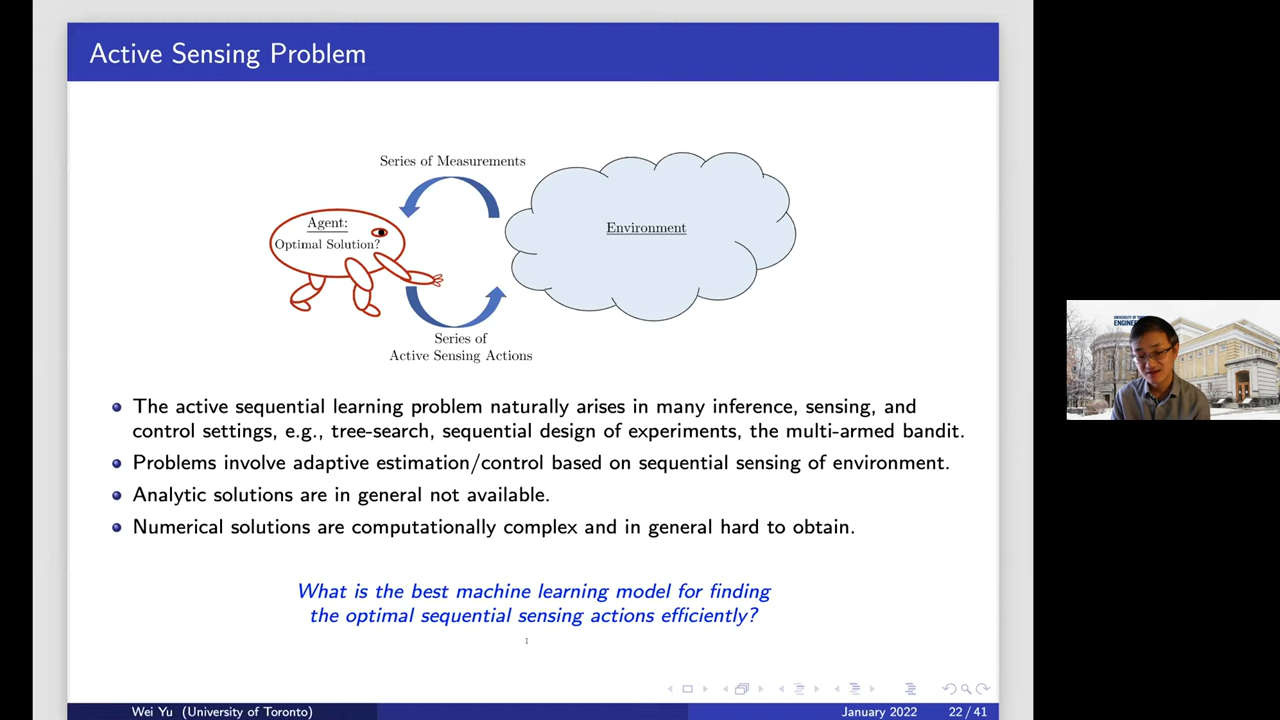 Active Sensing Problem
Series of Measurements
Agent:
Optimal Solution?
Environment
Series of
Active Sensing Actions
The active sequential learning problem naturally arises in many inference, sensing, and
control settings, e.g., tree-search, sequential design of experiments, the multi-armed bandit.
Problems involve adaptive estimation/control based on sequential sensing of environment.
Analytic solutions are in general not available.
Numerical solutions are computationally complex and in general hard to obtain.
What is the best machine learning model for finding
the optimal sequential sensing actions efficiently?
Wei Yu (University of Toronto)
January 2022
22 / 41